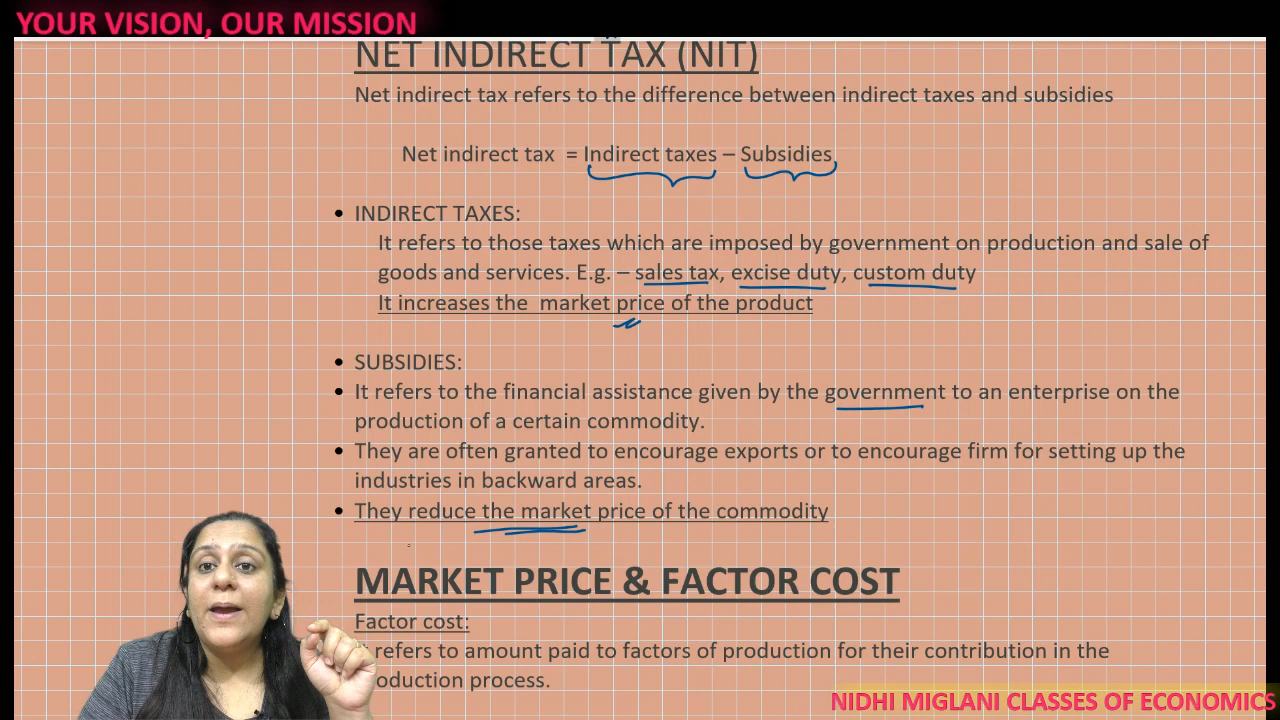 YOUR VISION, OUR MISSION
NET INDIRECT TAX (NIT)
Net indirect tax refers to the difference between indirect taxes and subsidies
Net indirect tax = Indirect taxes – Subsidies
• INDIRECT TAXES:
It refers to those taxes which are imposed by government on production and sale of
goods and services. E.g. – sales tax, excise duty, custom duty
It increases the market price of the product
• SUBSIDIES:
• It refers to the financial assistance given by the government to an enterprise on the
production of a certain commodity.
• They are often granted to encourage exports or to encourage firm for setting up the
industries in backward areas.
• They reduce the market price of the commodity
MARKET PRICE & FACTOR COST
Factor cost:
refers to amount paid to factors of production for their contribution in the
oduction process.
NIDHI MIGLANI CLASSES OF ECONOMICS